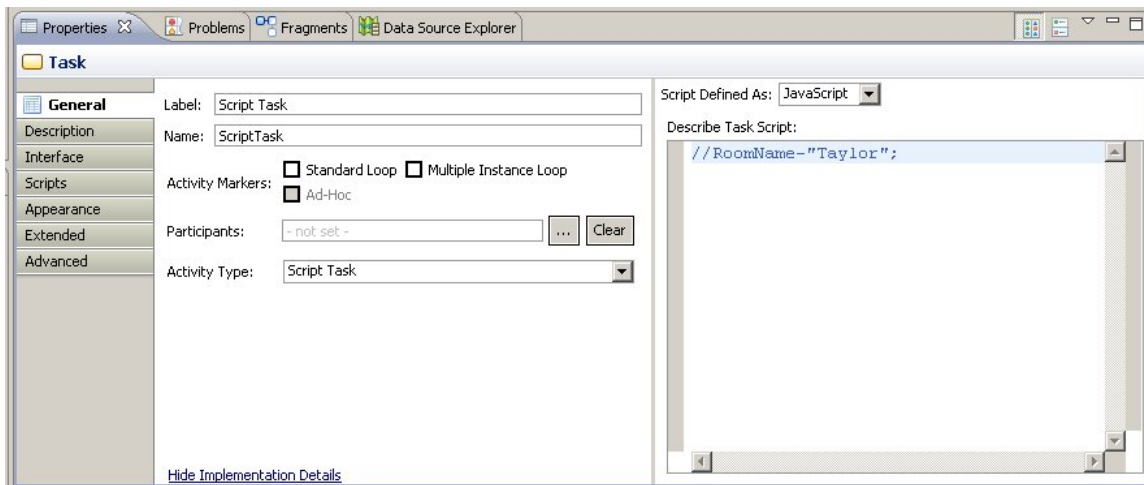 Properties Problems Fragments Data Source Explorer
Task
General
Description
Interface
Scripts
Appearance
Extended
Advanced
Label: Script Task
Name: ScriptTask
Activity Markers: Standard Loop Multiple Instance Loop
Ad-Hoc
Participants: - not set - ... Clear
Activity Type: Script Task
Hide Implementation Details
Script Defined As: JavaScript
Describe Task Script:
//RoomName-"Taylor";